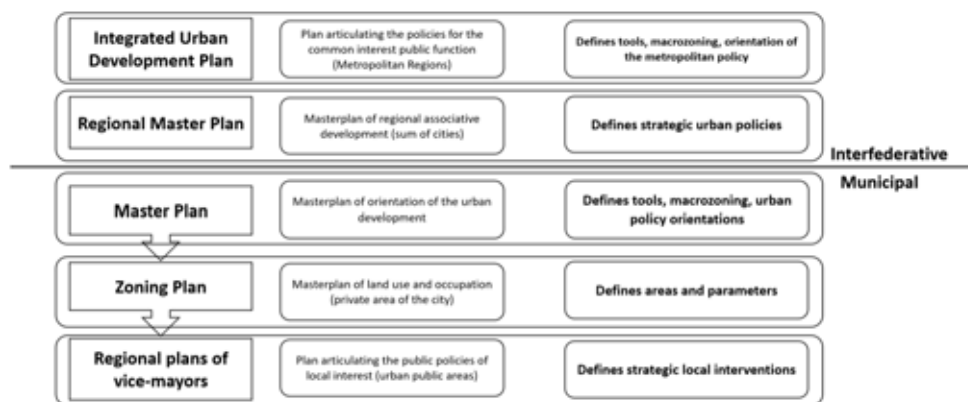 Integrated Urban
Development Plan
Plan articulating the policies for the
common interest public function
(Metropolitan Regions)
Defines tools, macrozoning, orientation of
the metropolitan policy
Regional Master Plan
Masterplan of regional associative
development (sum of cities)
Defines strategic urban policies
Interfederative
Municipal
Master Plan
Masterplan of orientation of the urban
development
Defines tools, macrozoning, urban
policy orientations
Zoning Plan
Masterplan of land use and occupation
(private area of the city)
Defines areas and parameters
Regional plans of
vice-mayors
Plan articulating the public policies of
local interest (urban public areas)
Defines strategic local interventions